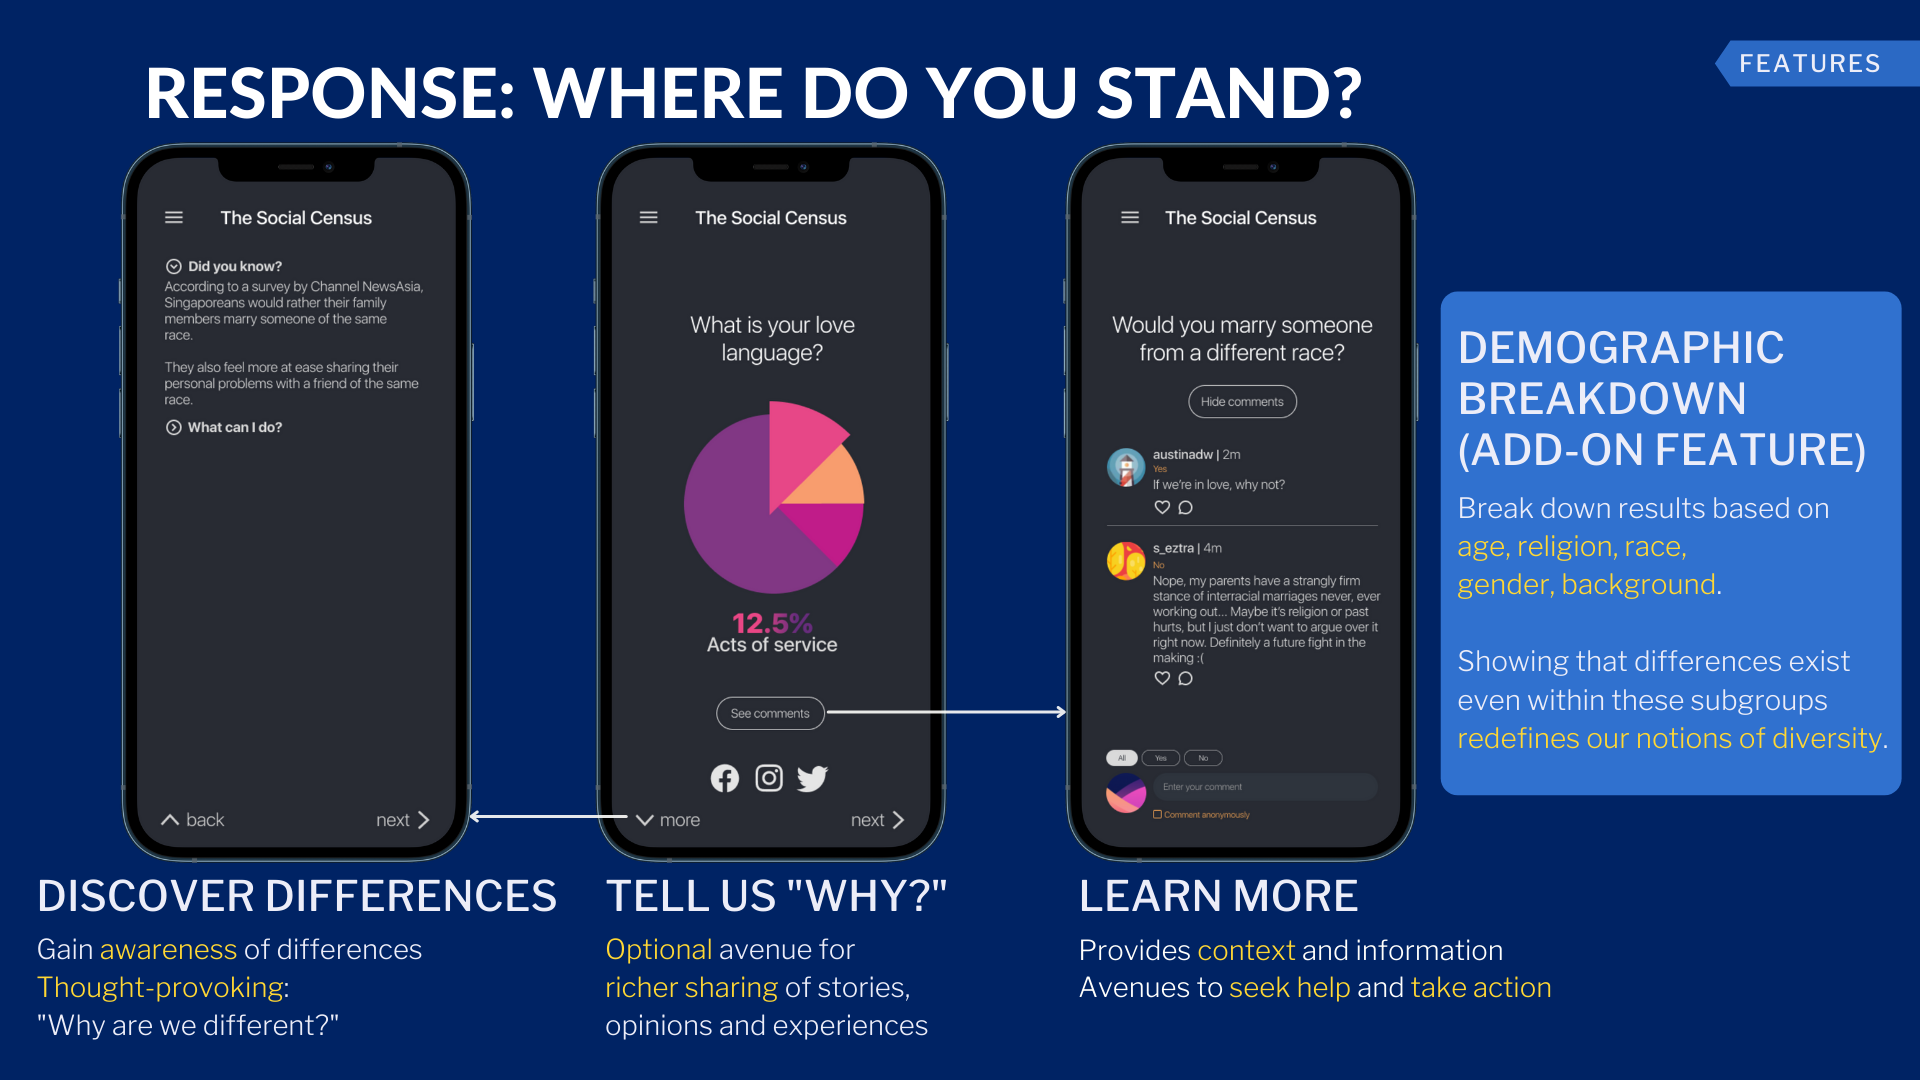 RESPONSE: WHERE DO YOU STAND?
FEATURES
The Social Census
Did you know?
According to a survey by Channel NewsAsia,
Singaporeans would rather their family
members marry someone of the same
race.
They also feel more at ease sharing their
personal problems with a friend of the same
race.
What can I do?
back
next
The Social Census
What is your love
language?
12.5%
Acts of service
See comments
more
next
The Social Census
Would you marry someone
from a different race?
Hide comments
austinadw | 2m
Yes
If we're in love, why not?
s_eztra | 4m
No
Nope, my parents have a strangly firm
stance of interracial marriages never, ever
working out... Maybe it's religion or past
hurts, but I just don't want to argue over it
right now. Definitely a future fight in the
making :(
All Yes No
Enter your comment
Comment anonymously
DEMOGRAPHIC
BREAKDOWN
(ADD-ON FEATURE)
Break down results based on
age, religion, race,
gender, background.
Showing that differences exist
even within these subgroups
redefines our notions of diversity.
DISCOVER DIFFERENCES
Gain awareness of differences
Thought-provoking:
"Why are we different?"
TELL US "WHY?"
Optional avenue for
richer sharing of stories,
opinions and experiences
LEARN MORE
Provides context and information
Avenues to seek help and take action